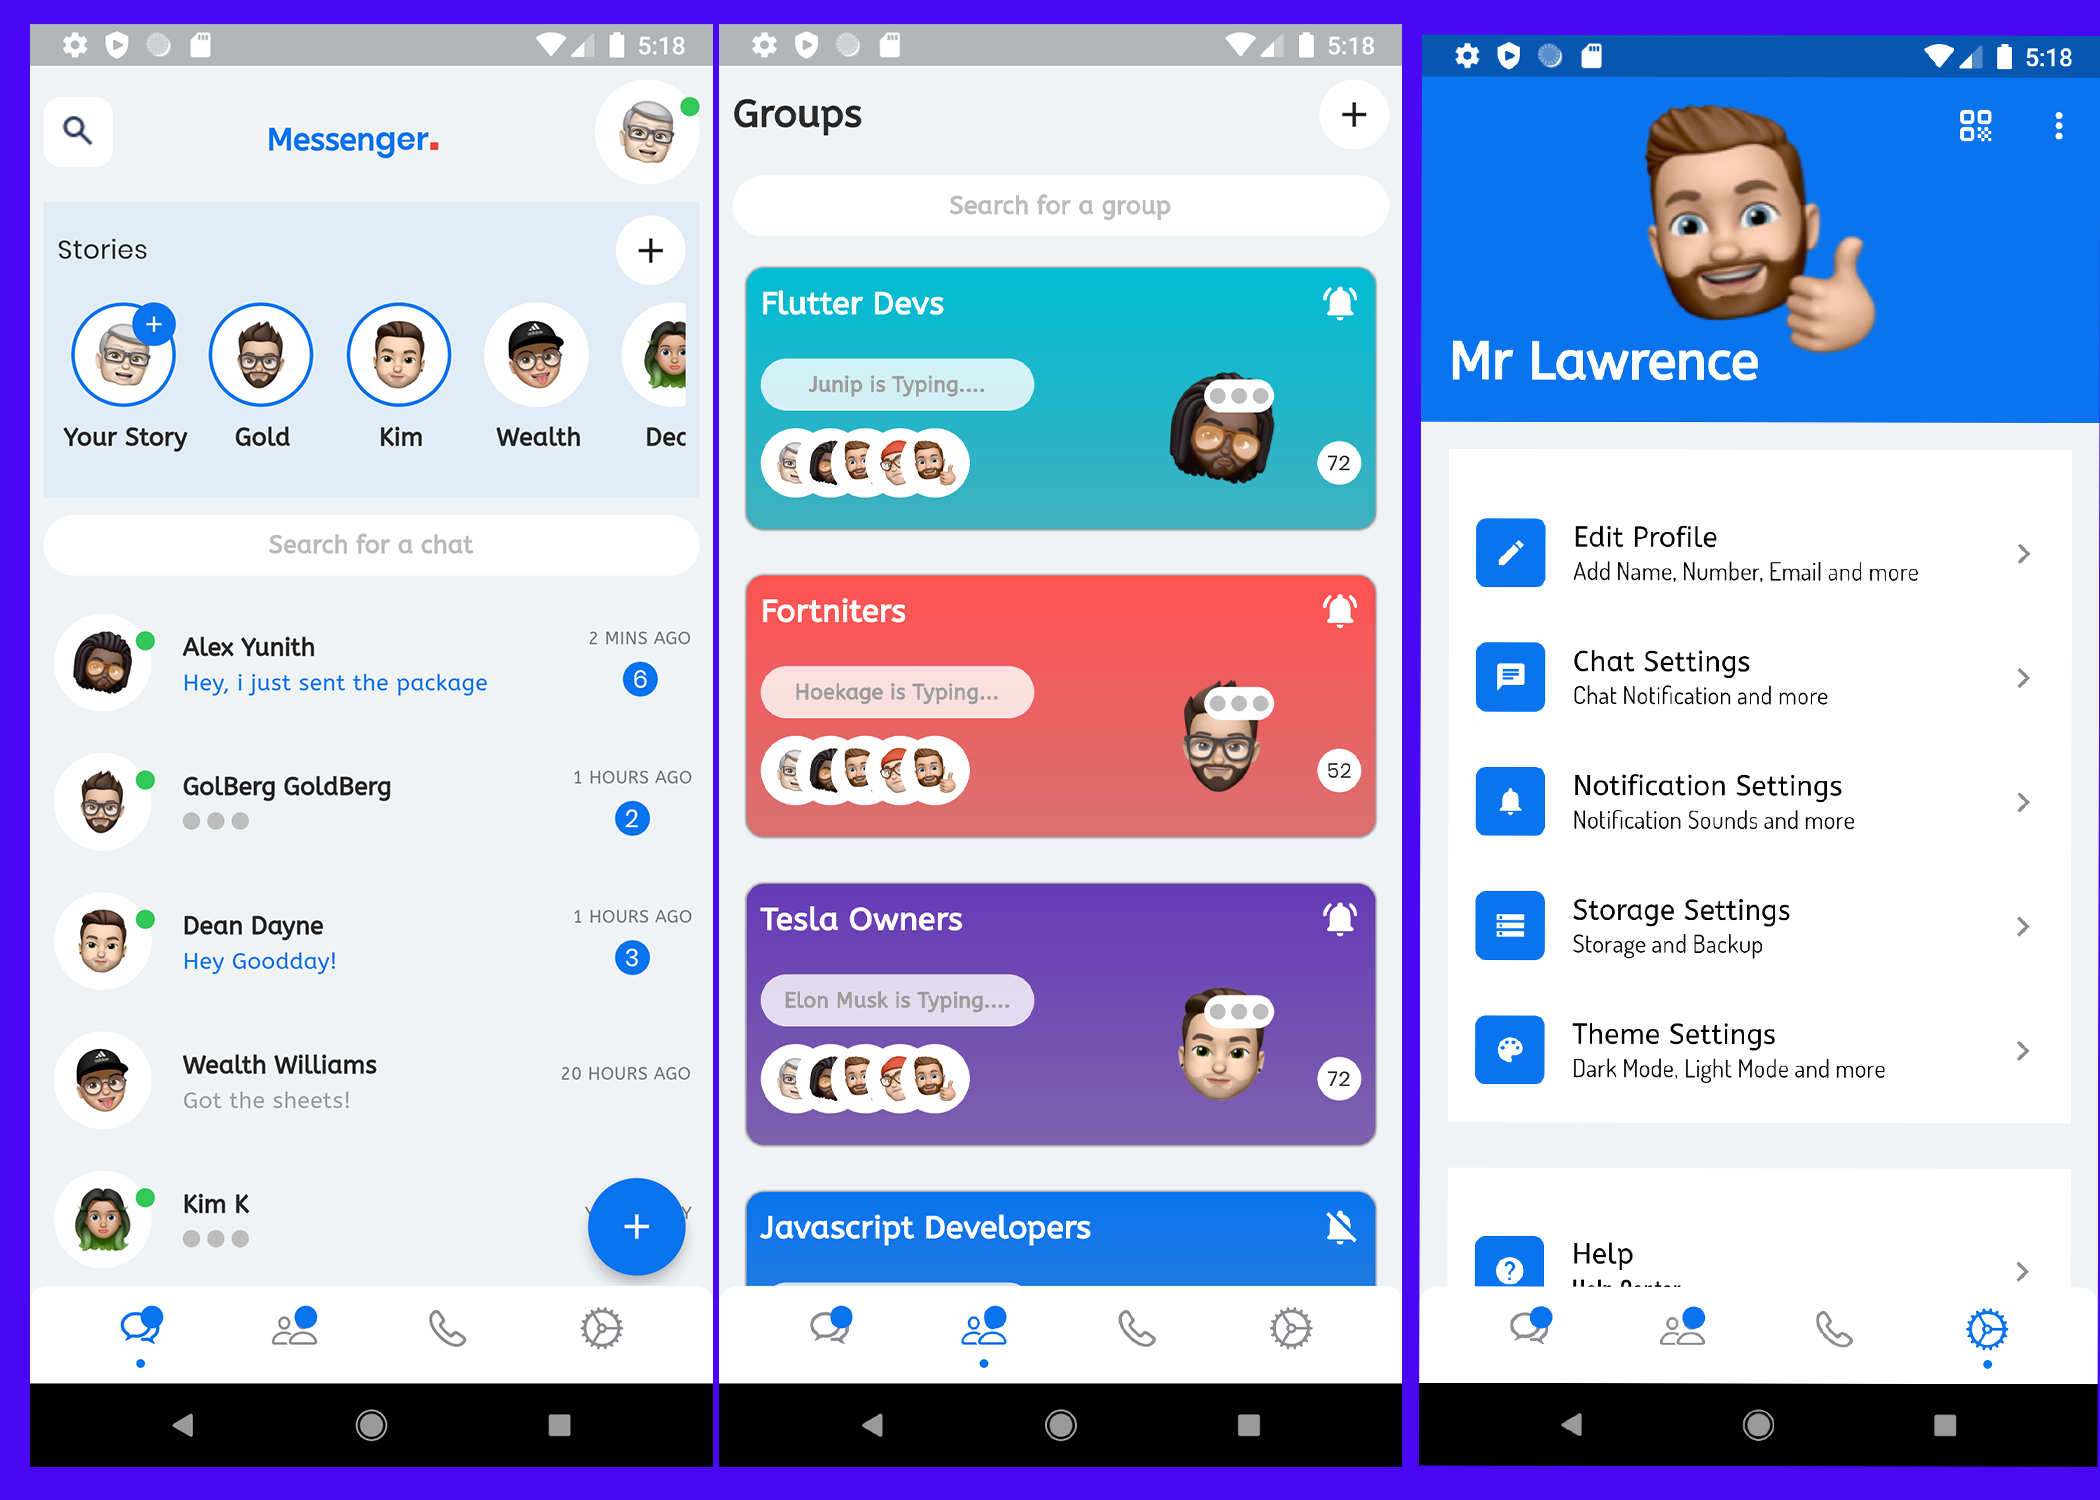 5:18
Messenger.
Stories
Your Story
Gold
Kim
Wealth
Search for a chat
Alex Yunith
2 MINS AGO
Hey, i just sent the package
6
GolBerg GoldBerg
1 HOURS AGO
2
Dean Dayne
1 HOURS AGO
Hey Goodday!
3
Wealth Williams
20 HOURS AGO
Got the sheets!
Kim K
5:18
Groups
Search for a group
Flutter Devs
Junip is Typing....
72
Fortniters
Hoekage is Typing...
52
Tesla Owners
Elon Musk is Typing....
72
Javascript Developers
5:18
Mr Lawrence
Edit Profile
Add Name, Number, Email and more
Chat Settings
Chat Notification and more
Notification Settings
Notification Sounds and more
Storage Settings
Storage and Backup
Theme Settings
Dark Mode, Light Mode and more
Help